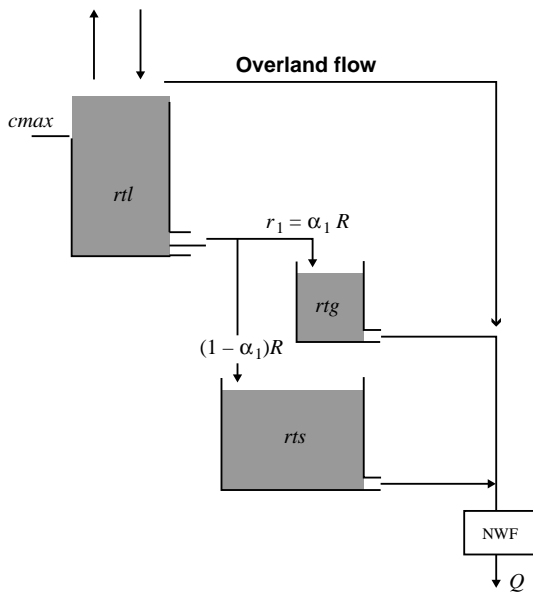 Overland flow
cmax
rtl
r₁ = α₁ R
rtg
(1 – α₁)R
rts
NWF
Q